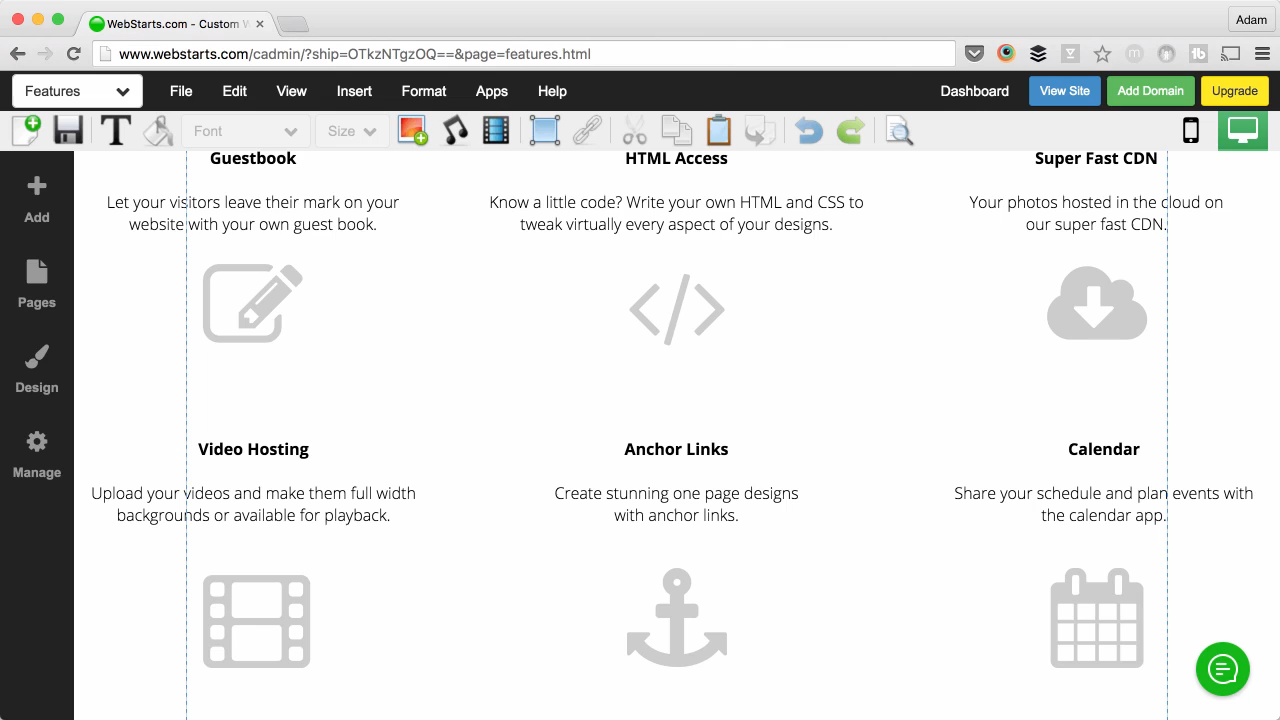 WebStarts.com - Custom W
Adam
www.webstarts.com/cadmin/?ship=OTkzNTgzOQ==&page=features.html
Features
File
Edit
View
Insert
Format
Apps
Help
Dashboard
View Site
Add Domain
Upgrade
T
Font
Size
Add
Pages
Design
Manage
Guestbook
Let your visitors leave their mark on your
website with your own guest book.
HTML Access
Know a little code? Write your own HTML and CSS to
tweak virtually every aspect of your designs.
Super Fast CDN
Your photos hosted in the cloud on
our super fast CDN.
Video Hosting
Upload your videos and make them full width
backgrounds or available for playback.
Anchor Links
Create stunning one page designs
with anchor links.
Calendar
Share your schedule and plan events with
the calendar app.